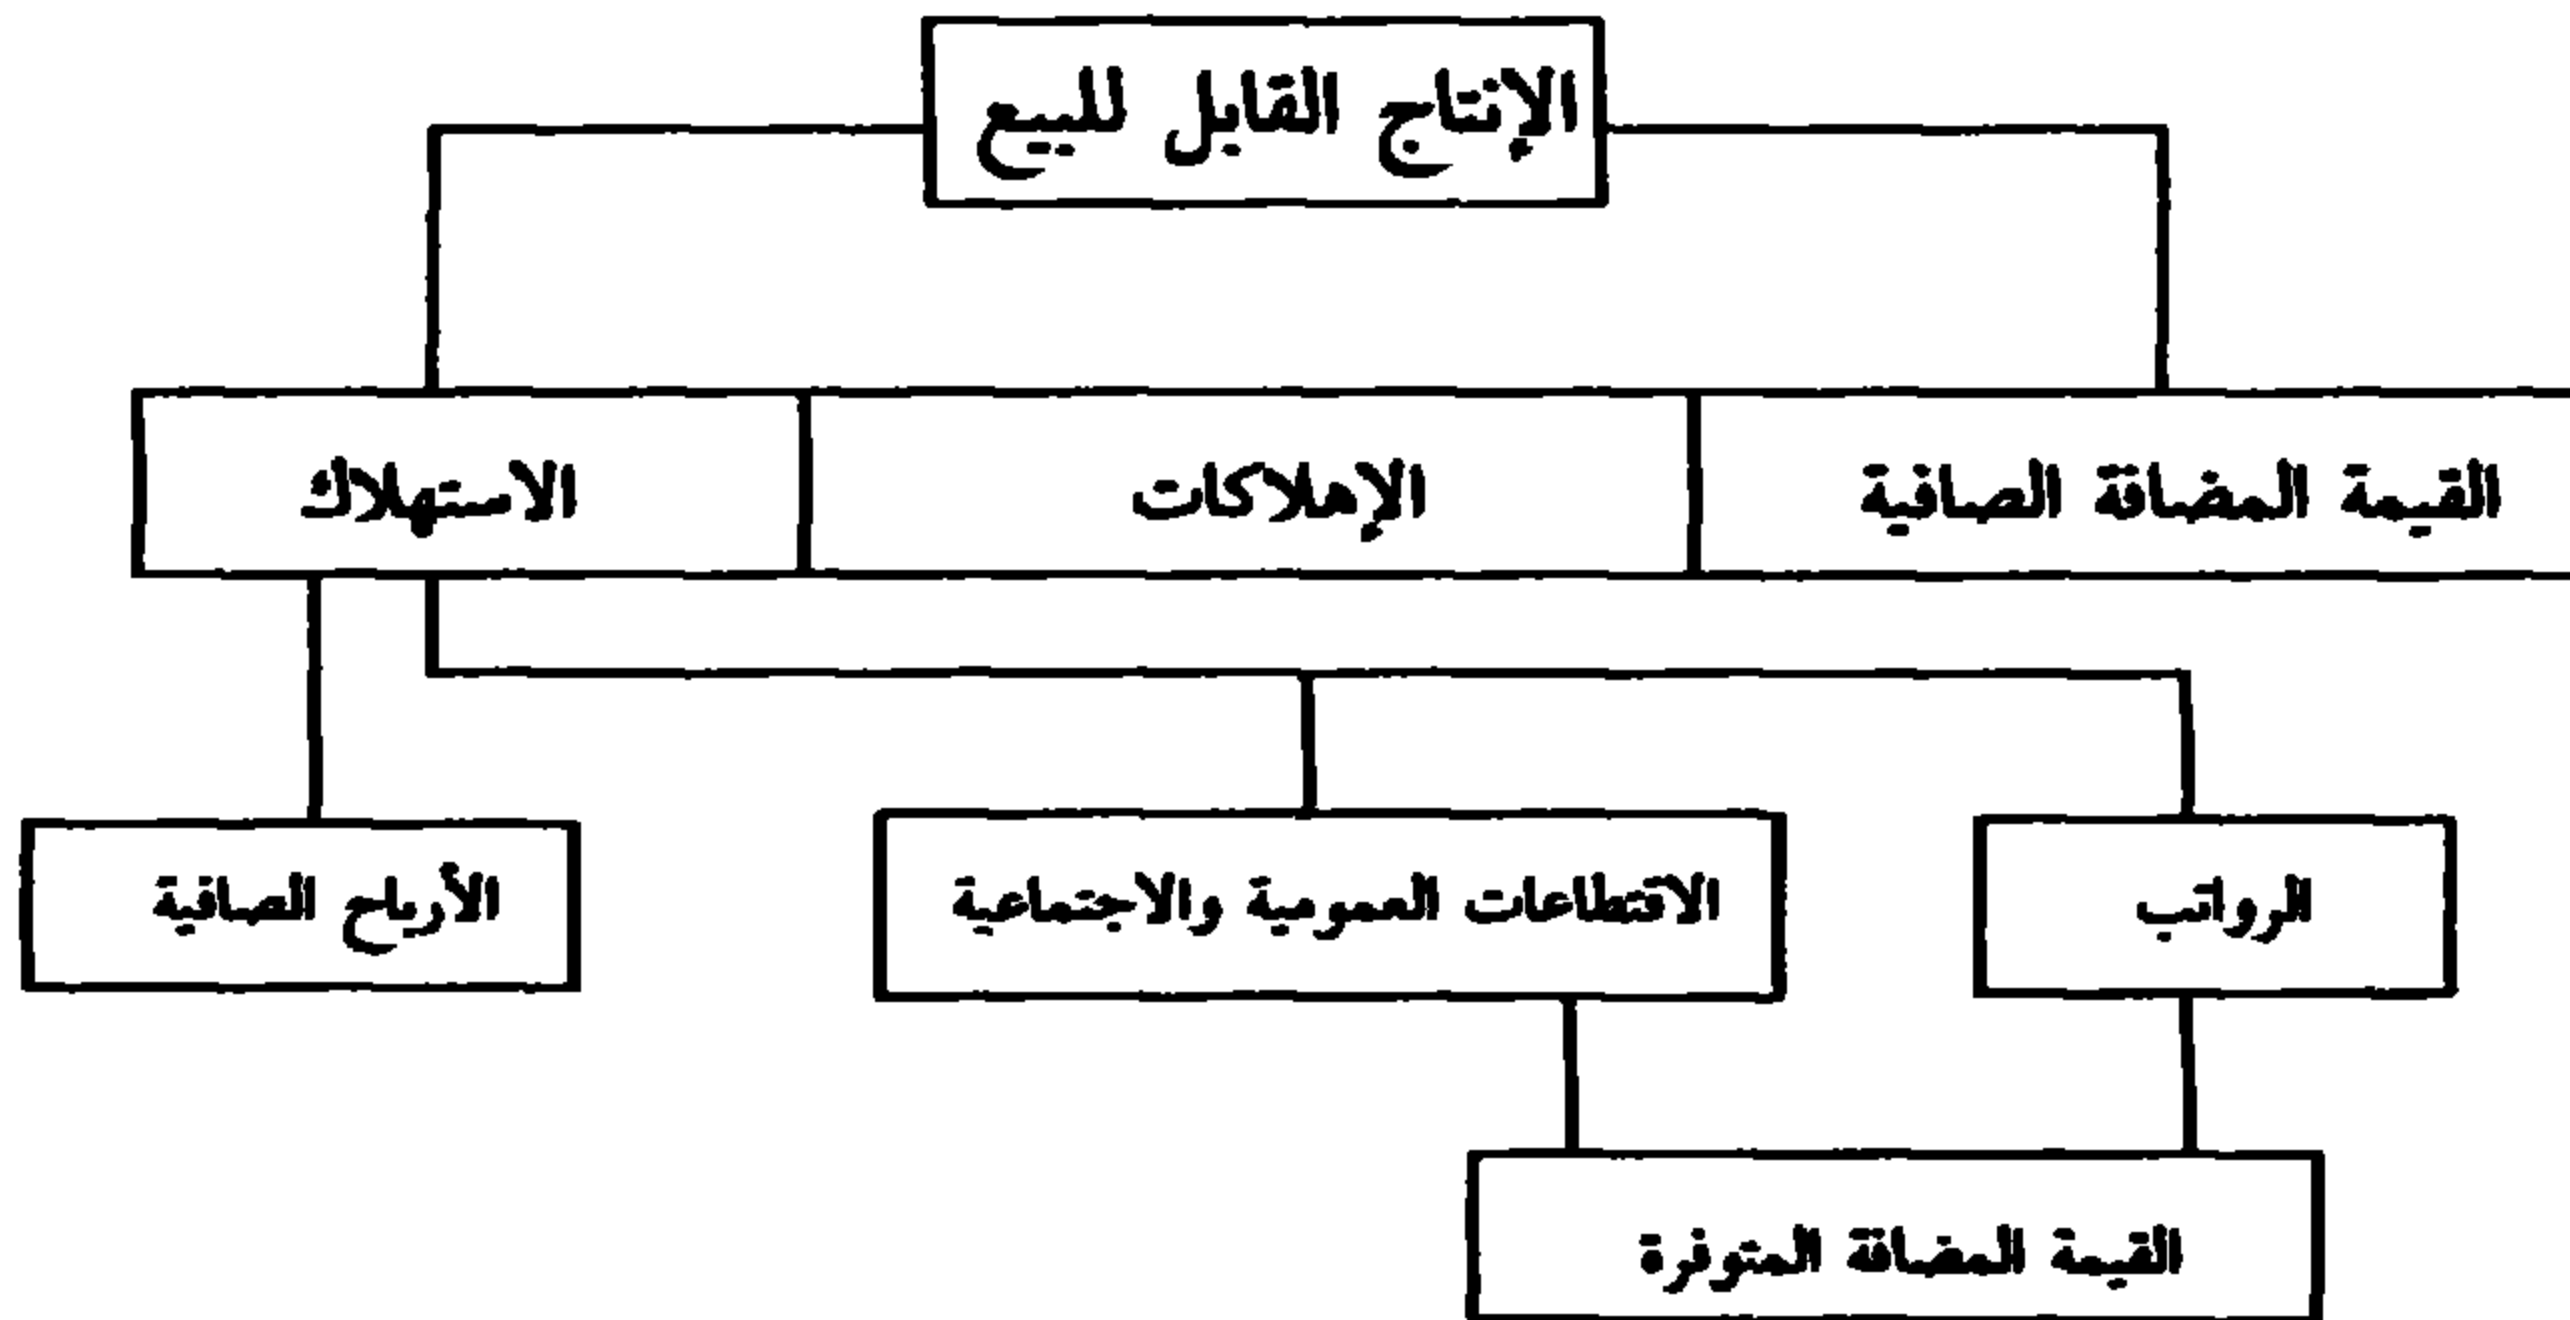 الإنتاج القابل للبيع
القيمة المضافة الصافية
الإهلاكات
الاستهلاك
الرواتب
الاقتطاعات العمومية والاجتماعية
الأرباح الصافية
القيمة المضافة المتوفرة